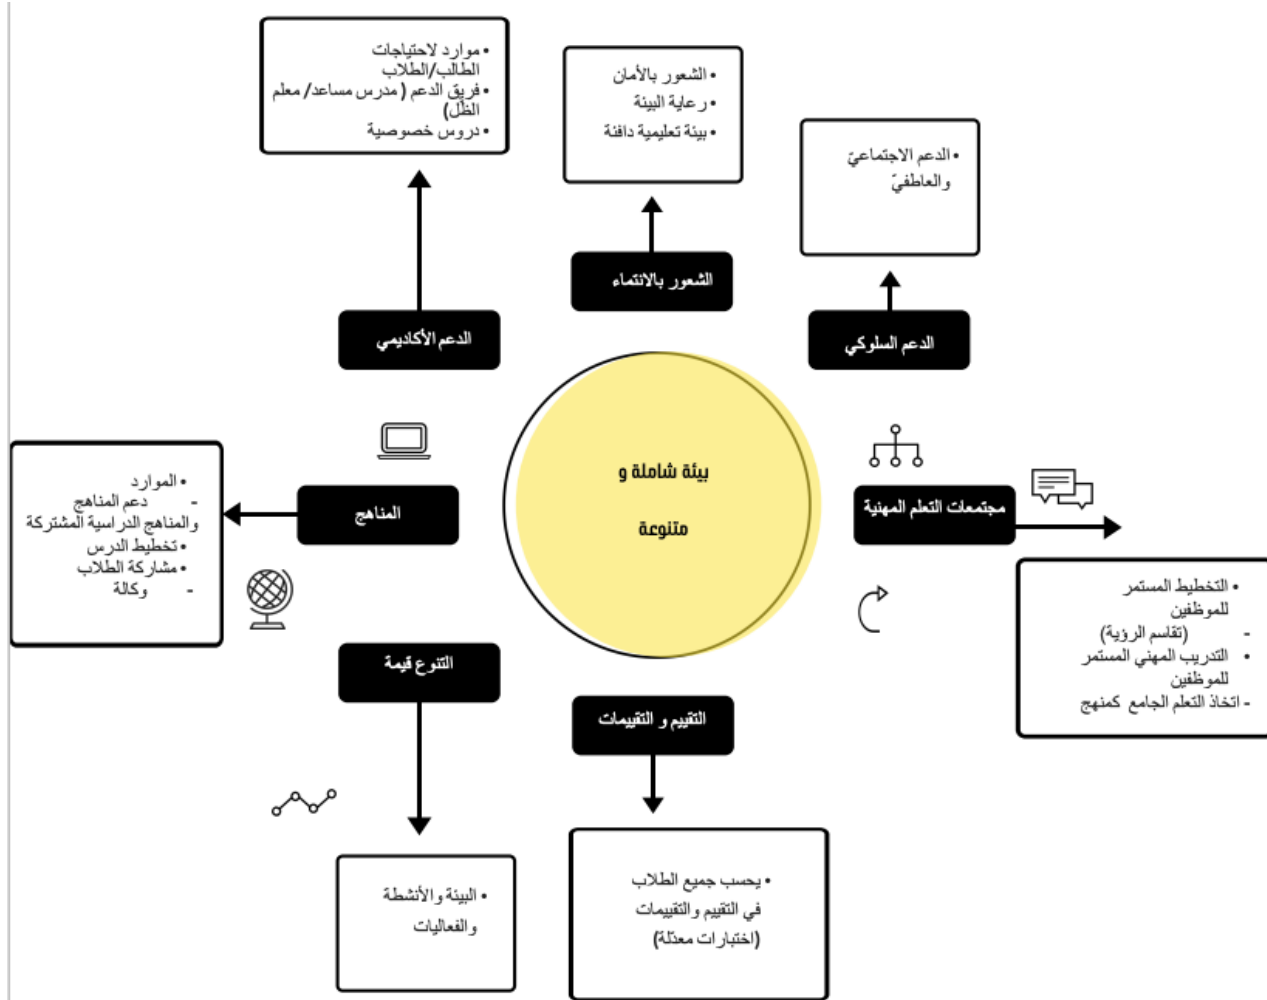 • موارد لاحتياجات
الطالب/الطلاب
• فريق الدعم ( مدرس مساعد/ معلم
الظل)
• دروس خصوصية
• الشعور بالأمان
• رعاية البيئة
• بيئة تعليمية دافئة
• الدعم الاجتماعيّ
والعاطفيّ
الدعم الأكاديمي
الشعور بالانتماء
الدعم السلوكي
بيئة شاملة و
متنوعة
مجتمعات التعلم المهنية
• التخطيط المستمر
للموظفين
- (تقاسم الرؤية)
• التدريب المهني المستمر
للموظفين
- اتخاذ التعلم الجامع كمنهج
المناهج
• الموارد
- دعم المناهج
والمناهج الدراسية المشتركة
• تخطيط الدرس
• مشاركة الطلاب
- وكالة
التنوع قيمة
• البيئة والأنشطة
والفعاليات
التقييم و التقييمات
• يحسب جميع الطلاب
في التقييم والتقييمات
(اختبارات معدّلة)